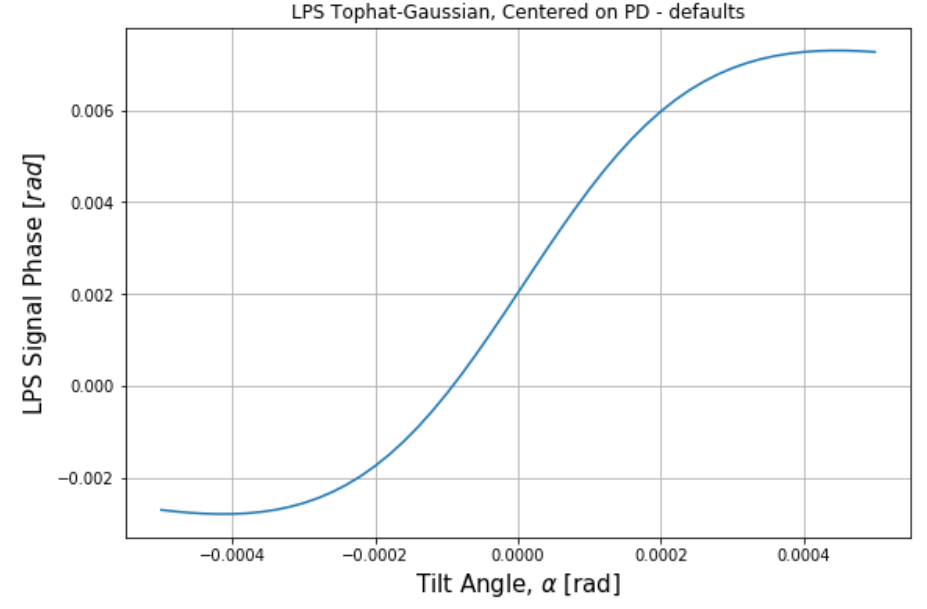 LPS Tophat-Gaussian, Centered on PD - defaults
LPS Signal Phase [rad]
0.006
0.004
0.002
0.000
−0.002
−0.0004 −0.0002 0.0000 0.0002 0.0004
Tilt Angle, α [rad]